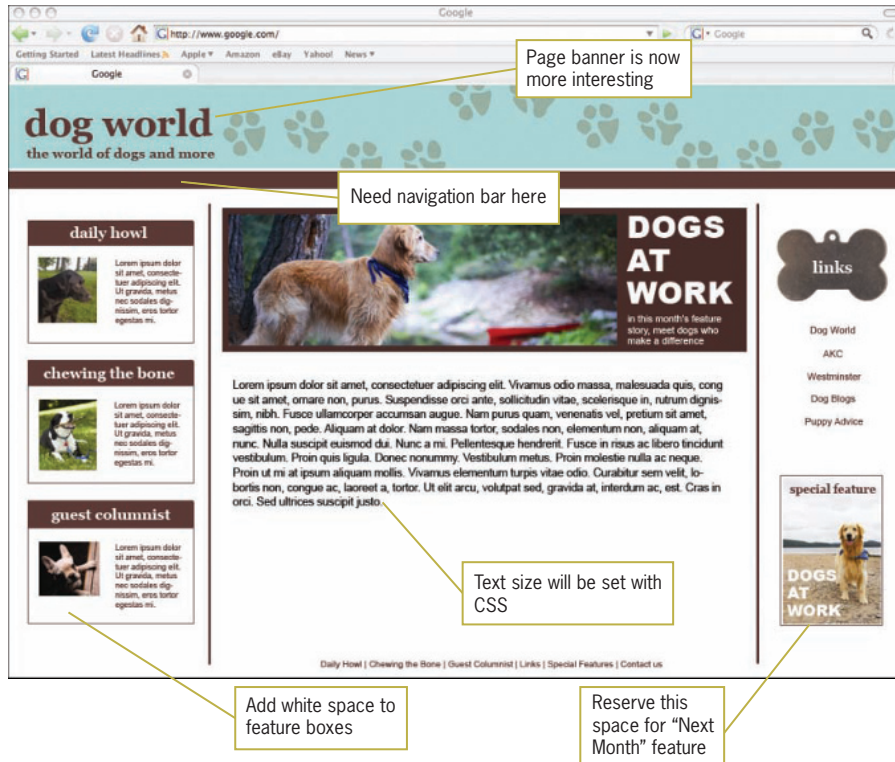 Google
http://www.google.com/
Google
Getting Started Latest Headlines Apple Amazon eBay Yahoo! News
Google
Page banner is now
more interesting
dog world
the world of dogs and more
Need navigation bar here
daily howl
Lorem ipsum dolor
sit amet, consecte-
tuer adipiscing elit.
Ut gravida, metus
nec sodales dig-
nissim, eros tortor
egestas mi.
chewing the bone
Lorem ipsum dolor
sit amet, consecte-
tuer adipiscing elit.
Ut gravida, metus
nec sodales dig-
nissim, eros tortor
egestas mi.
guest columnist
Lorem ipsum dolor
sit amet, consecte-
tuer adipiscing elit.
Ut gravida, metus
nec sodales dig-
nissim, eros tortor
egestas mi.
DOGS
AT
WORK
in this month's feature
story, meet dogs who
make a difference
Lorem ipsum dolor sit amet, consectetuer adipiscing elit. Vivamus odio massa, malesuada quis, cong
ue sit amet, ornare non, purus. Suspendisse orci ante, sollicitudin vitae, scelerisque in, rutrum dignis-
sim, nibh. Fusce ullamcorper accumsan augue. Nam purus quam, venenatis vel, pretium sit amet,
sagittis non, pede. Aliquam at dolor. Nam massa tortor, sodales non, elementum non, aliquam at,
nunc. Nulla suscipit euismod dui. Nunc a mi. Pellentesque hendrerit. Fusce in risus ac libero tincidunt
vestibulum. Proin quis ligula. Donec nonummy. Vestibulum metus. Proin molestie nulla ac neque.
Proin ut mi at ipsum aliquam mollis. Vivamus elementum turpis vitae odio. Curabitur sem velit, lo-
bortis non, congue ac, laoreet a, tortor. Ut elit arcu, volutpat sed, gravida at, interdum ac, est. Cras in
orci. Sed ultrices suscipit justo.
links
Dog World
AKC
Westminster
Dog Blogs
Puppy Advice
special feature
DOGS
AT
WORK
Text size will be set with
CSS
Daily Howl | Chewing the Bone | Guest Columnist | Links | Special Features | Contact us
Add white space to
feature boxes
Reserve this
space for “Next
Month” feature